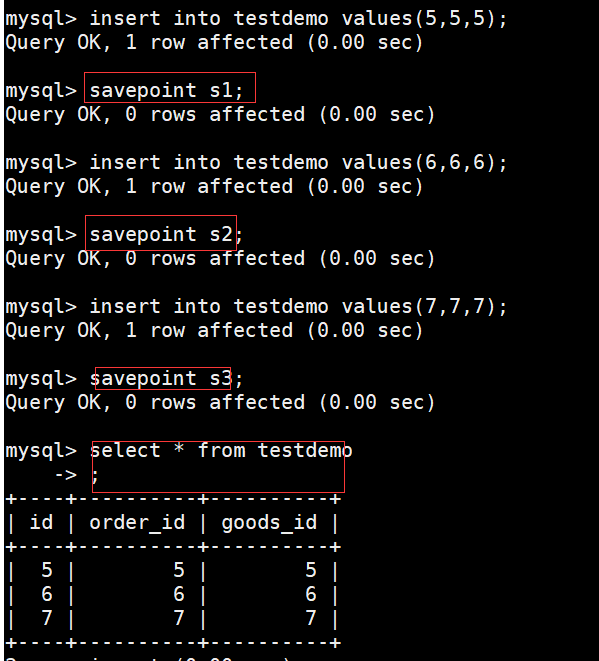 mysql> insert into testdemo values(5,5,5);
Query OK, 1 row affected (0.00 sec)
mysql> savepoint s1;
Query OK, 0 rows affected (0.00 sec)
mysql> insert into testdemo values(6,6,6);
Query OK, 1 row affected (0.00 sec)
mysql> savepoint s2;
Query OK, 0 rows affected (0.00 sec)
mysql> insert into testdemo values(7,7,7);
Query OK, 1 row affected (0.00 sec)
mysql> savepoint s3;
Query OK, 0 rows affected (0.00 sec)
mysql> select * from testdemo
    -> ;
+----+----------+----------+
| id | order_id | goods_id |
+----+----------+----------+
|  5 |        5 |        5 |
|  6 |        6 |        6 |
|  7 |        7 |        7 |
+----+----------+----------+